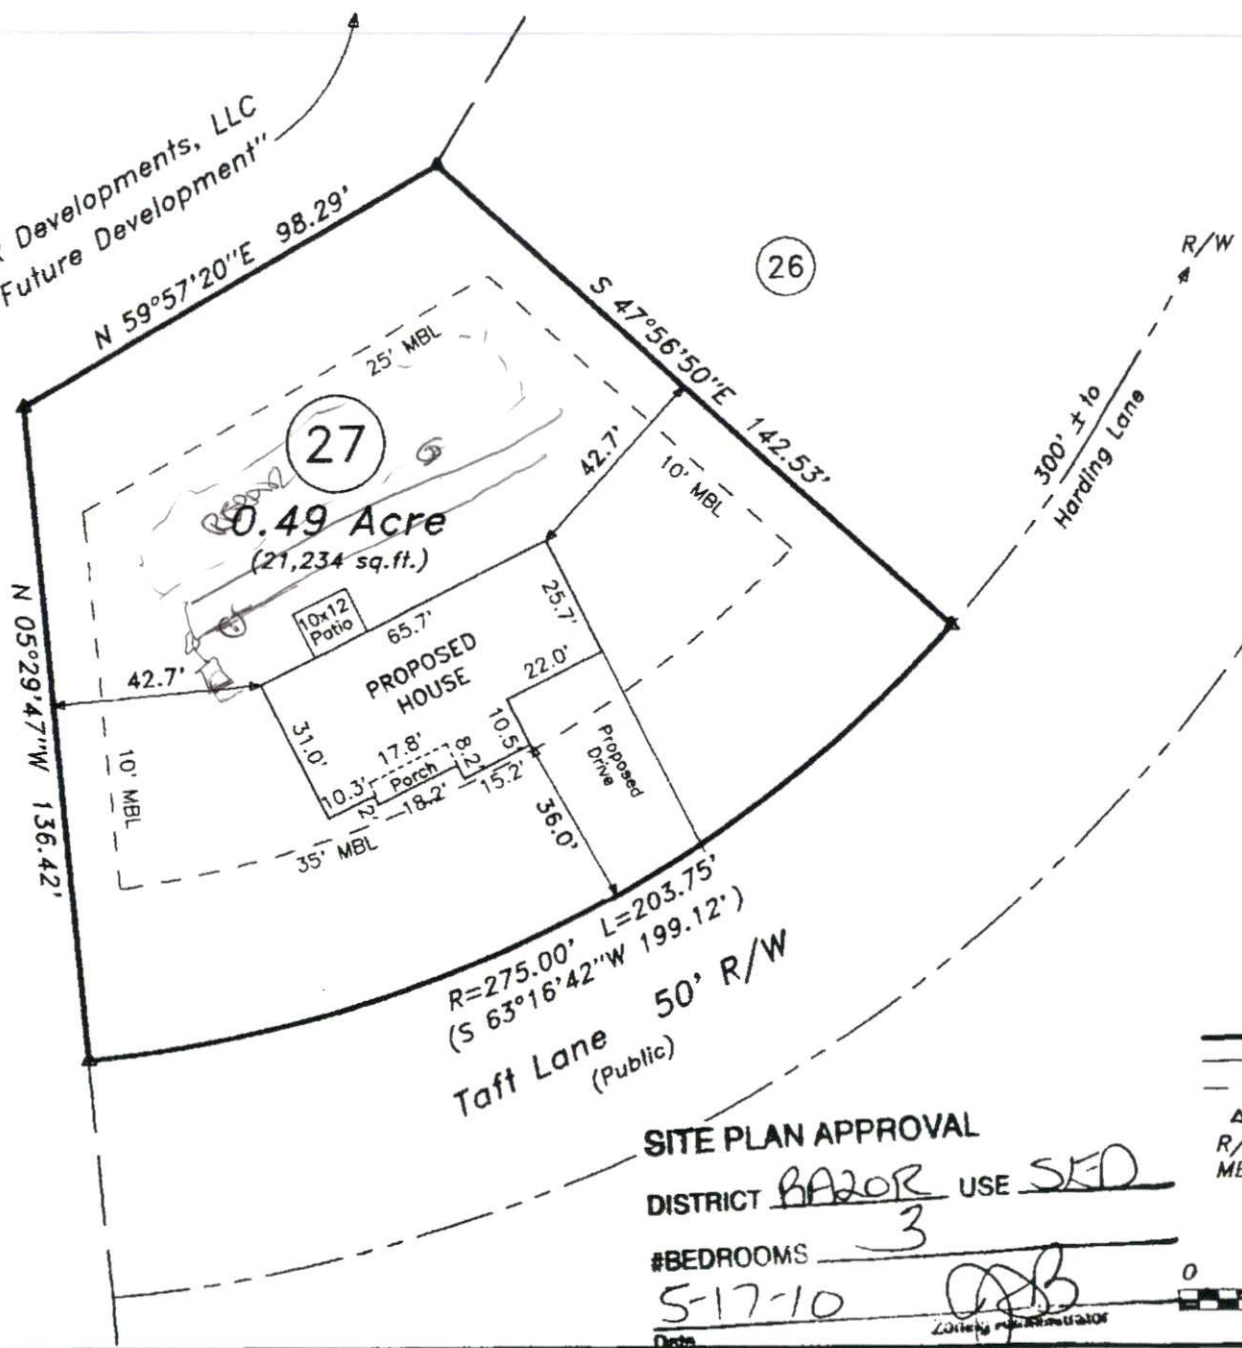 Developments, LLC
Future Development"
N 59°57'20"E 98.29'
26
R/W
S 47°56'50"E 142.53'
25' MBL
27
0.49 Acre
(21,234 sq.ft.)
42.7'
10' MBL
300' ± to
Harding Lane
10x12
Patio
65.7'
25.7'
PROPOSED
HOUSE
22.0'
42.7'
N 05°29'47"W 136.42'
31.0'
17.8'
8.2'
10.5'
Proposed
Drive
10' MBL
10.3'
Porch
2'
18.2'
15.2'
36.0'
35' MBL
R=275.00' L=203.75'
(S 63°16'42"W 199.12')
Taft Lane 50' R/W
(Public)
SITE PLAN APPROVAL
DISTRICT RA20R USE SFD
#BEDROOMS 3
5-17-10
Date
Zoning Administrator
0
R/